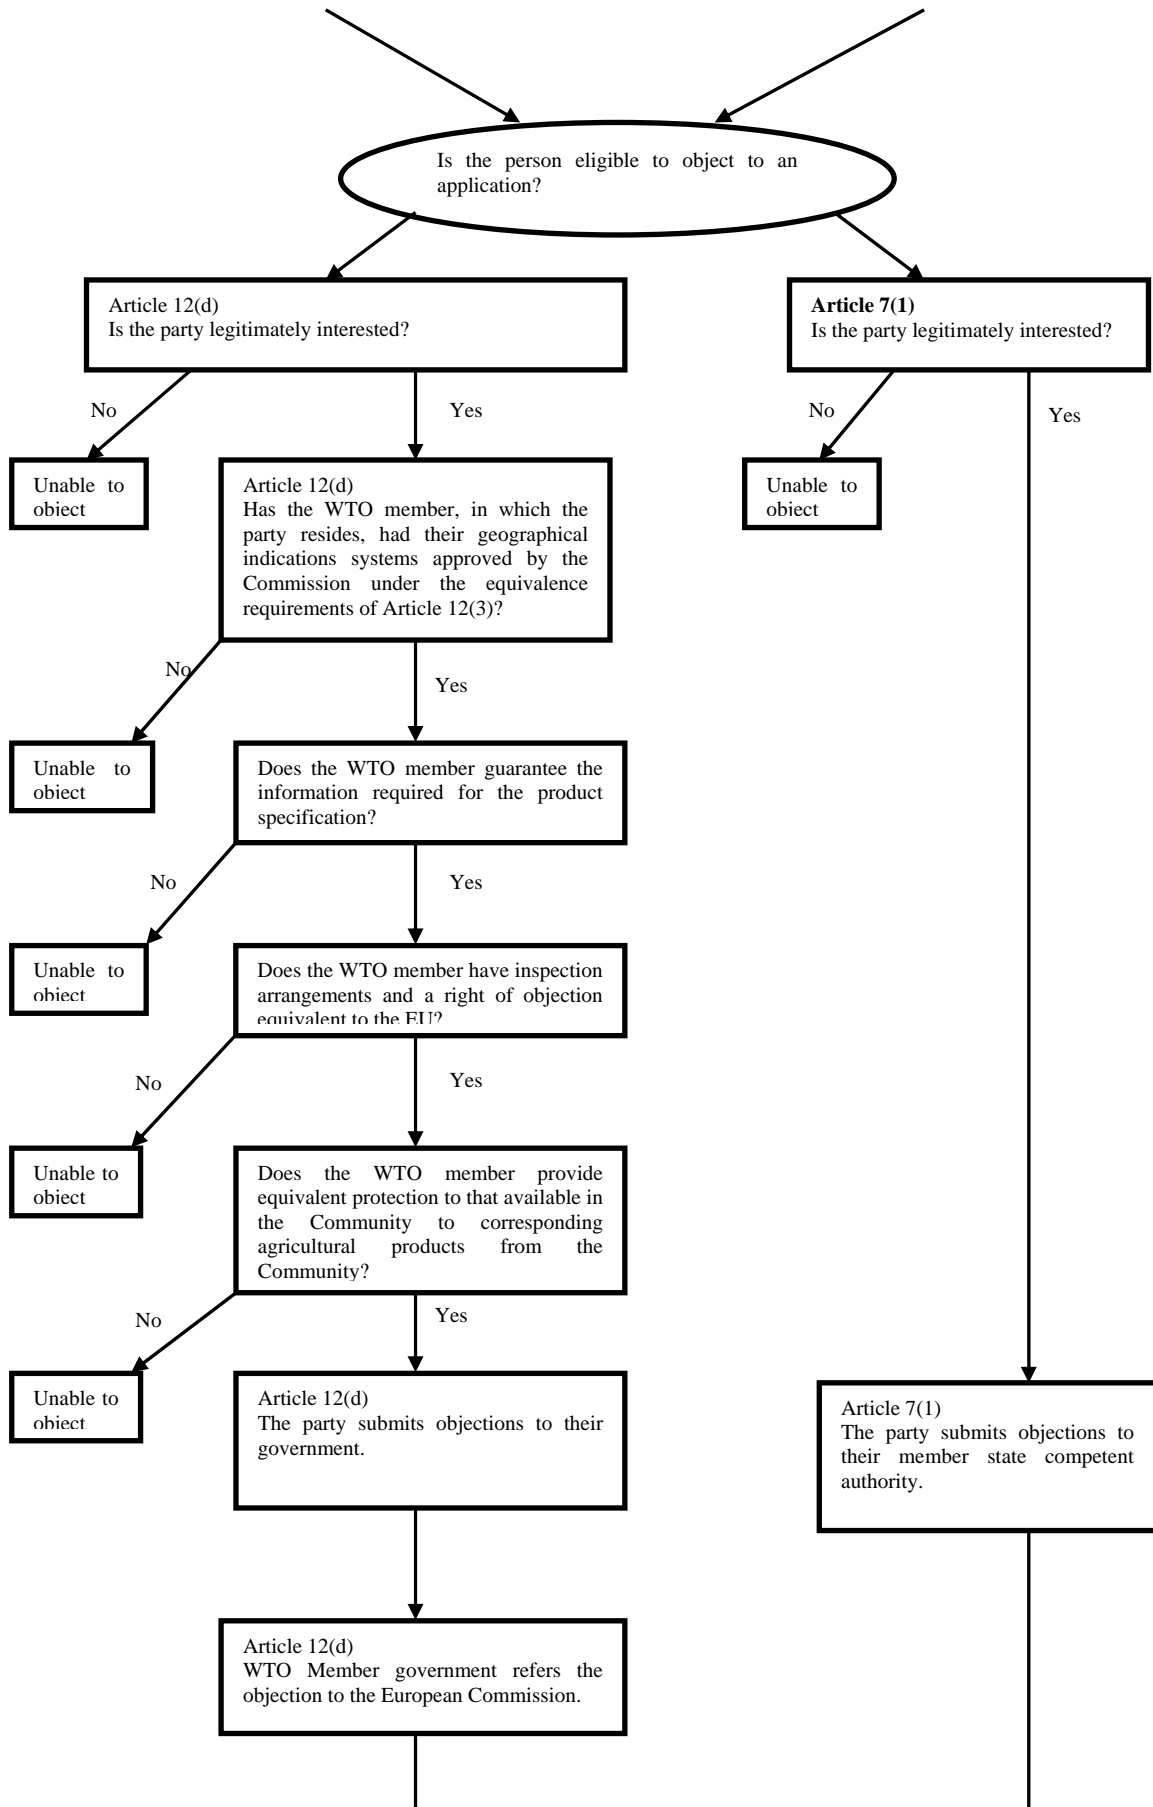 Is the person eligible to object to an
application?
Article 12(d)
Is the party legitimately interested?
Article 7(1)
Is the party legitimately interested?
No
Yes
No
Yes
Unable to
object
Article 12(d)
Has the WTO member, in which the
party resides, had their geographical
indications systems approved by the
Commission under the equivalence
requirements of Article 12(3)?
Unable to
object
No
Yes
Unable to
object
Does the WTO member guarantee the
information required for the product
specification?
No
Yes
Unable to
object
Does the WTO member have inspection
arrangements and a right of objection
equivalent to the EU?
No
Yes
Unable to
object
Does the WTO member provide
equivalent protection to that available in
the Community to corresponding
agricultural products from the
Community?
No
Yes
Unable to
object
Article 12(d)
The party submits objections to their
government.
Article 7(1)
The party submits objections to
their member state competent
authority.
Article 12(d)
WTO Member government refers the
objection to the European Commission.